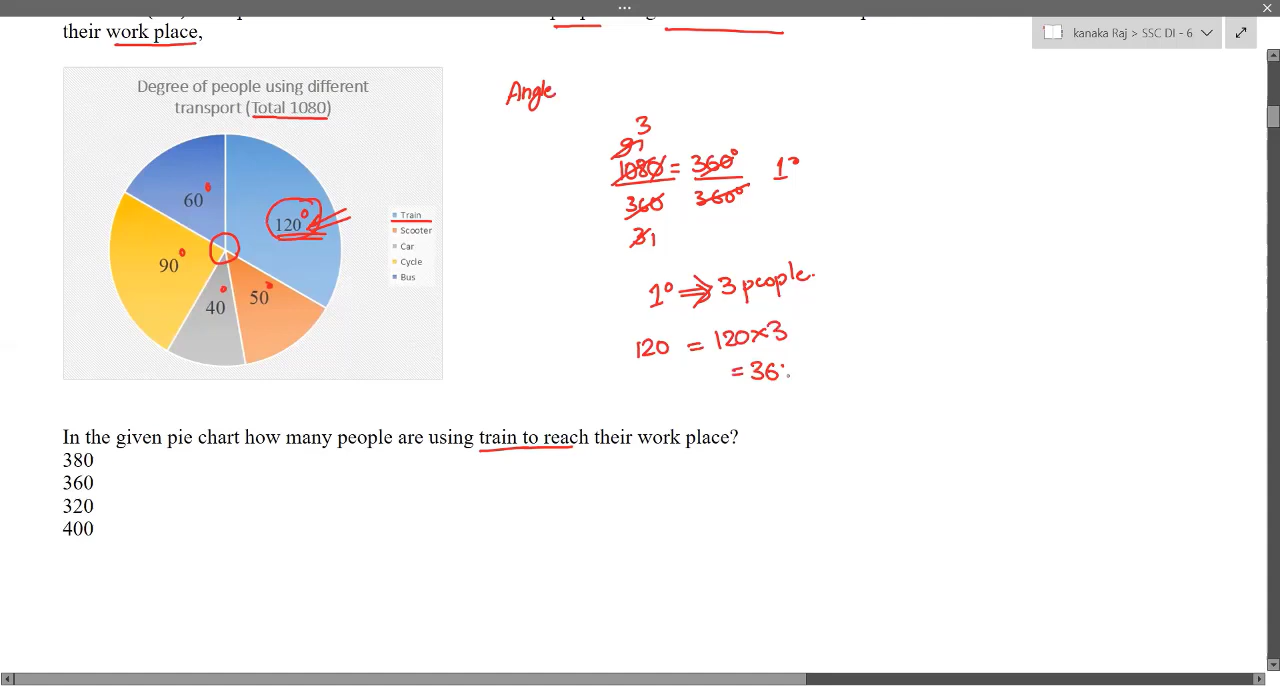 their work place,
kanaka Raj > SSC DI - 6
Degree of people using different
transport (Total 1080)
120°
60°
90°
40°
50°
Train
Scooter
Car
Cycle
Bus
Angle
3
1080 = 360° 1°
360 360°
1° ⇒ 3 people.
120 = 120×3
= 36
In the given pie chart how many people are using train to reach their work place?
380
360
320
400